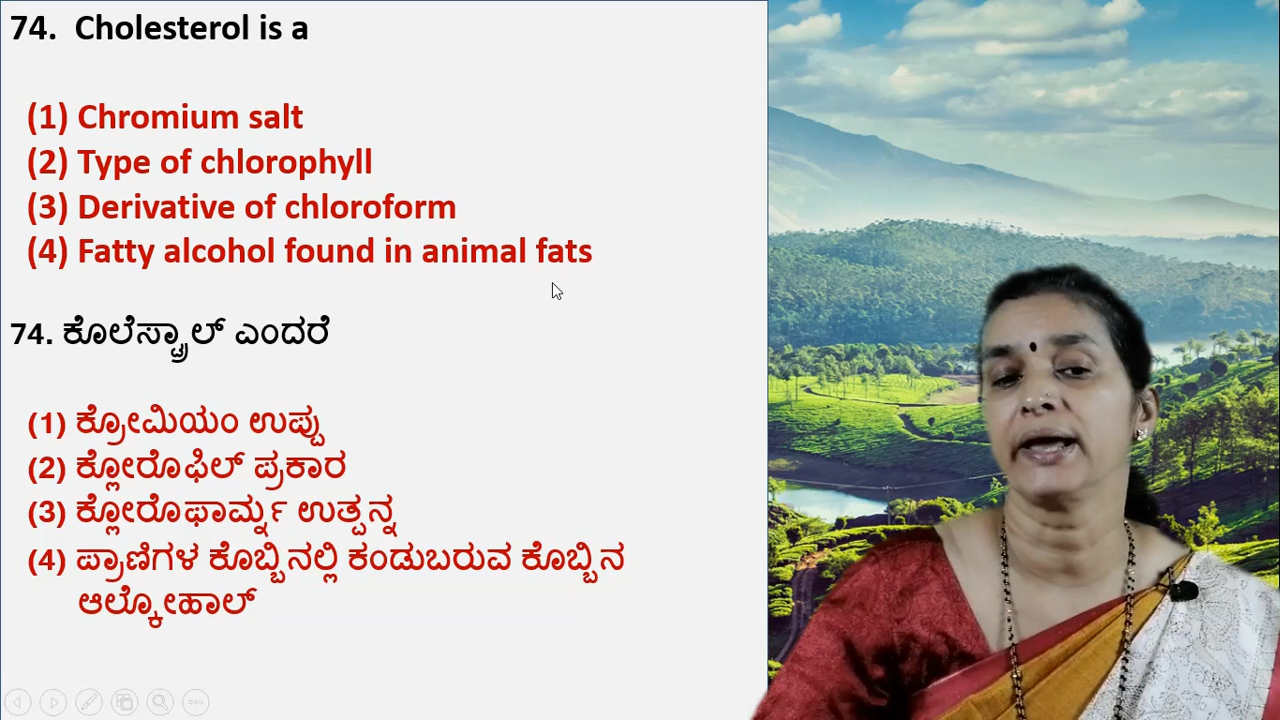 74. Cholesterol is a
(1) Chromium salt
(2) Type of chlorophyll
(3) Derivative of chloroform
(4) Fatty alcohol found in animal fats
74. ಕೊಲೆಸ್ಟ್ರಾಲ್ ಎಂದರೆ
(1) ಕ್ರೋಮಿಯಂ ಉಪ್ಪು
(2) ಕ್ಲೋರೊಫಿಲ್ ಪ್ರಕಾರ
(3) ಕ್ಲೋರೊಫಾರ್ಮ್ನ ಉತ್ಪನ್ನ
(4) ಪ್ರಾಣಿಗಳ ಕೊಬ್ಬಿನಲ್ಲಿ ಕಂಡುಬರುವ ಕೊಬ್ಬಿನ
ಆಲ್ಕೋಹಾಲ್